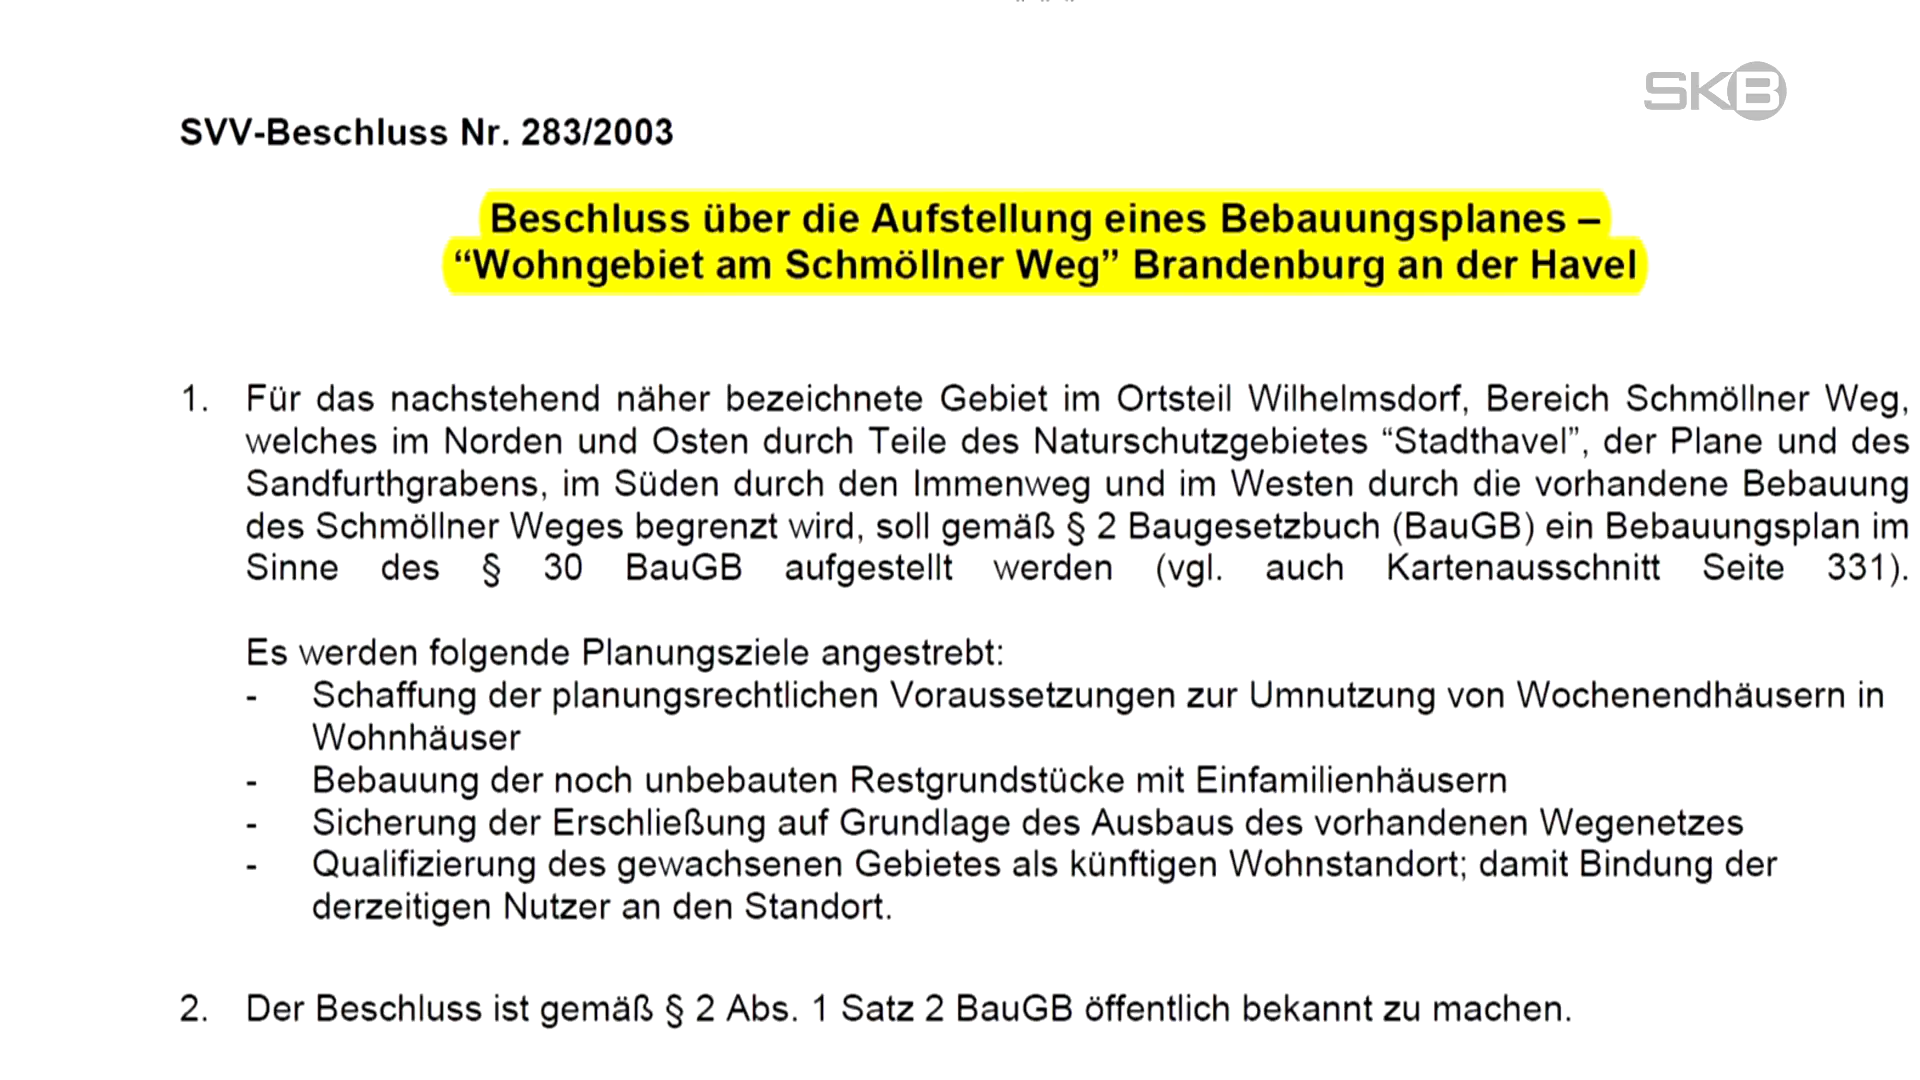 SKB
SVV-Beschluss Nr. 283/2003
Beschluss über die Aufstellung eines Bebauungsplanes –
“Wohngebiet am Schmöllner Weg” Brandenburg an der Havel
1. Für das nachstehend näher bezeichnete Gebiet im Ortsteil Wilhelmsdorf, Bereich Schmöllner Weg,
welches im Norden und Osten durch Teile des Naturschutzgebietes “Stadthavel”, der Plane und des
Sandfurthgrabens, im Süden durch den Immenweg und im Westen durch die vorhandene Bebauung
des Schmöllner Weges begrenzt wird, soll gemäß § 2 Baugesetzbuch (BauGB) ein Bebauungsplan im
Sinne des § 30 BauGB aufgestellt werden (vgl. auch Kartenausschnitt Seite 331).
Es werden folgende Planungsziele angestrebt:
- Schaffung der planungsrechtlichen Voraussetzungen zur Umnutzung von Wochenendhäusern in
Wohnhäuser
- Bebauung der noch unbebauten Restgrundstücke mit Einfamilienhäusern
- Sicherung der Erschließung auf Grundlage des Ausbaus des vorhandenen Wegenetzes
- Qualifizierung des gewachsenen Gebietes als künftigen Wohnstandort; damit Bindung der
derzeitigen Nutzer an den Standort.
2. Der Beschluss ist gemäß § 2 Abs. 1 Satz 2 BauGB öffentlich bekannt zu machen.